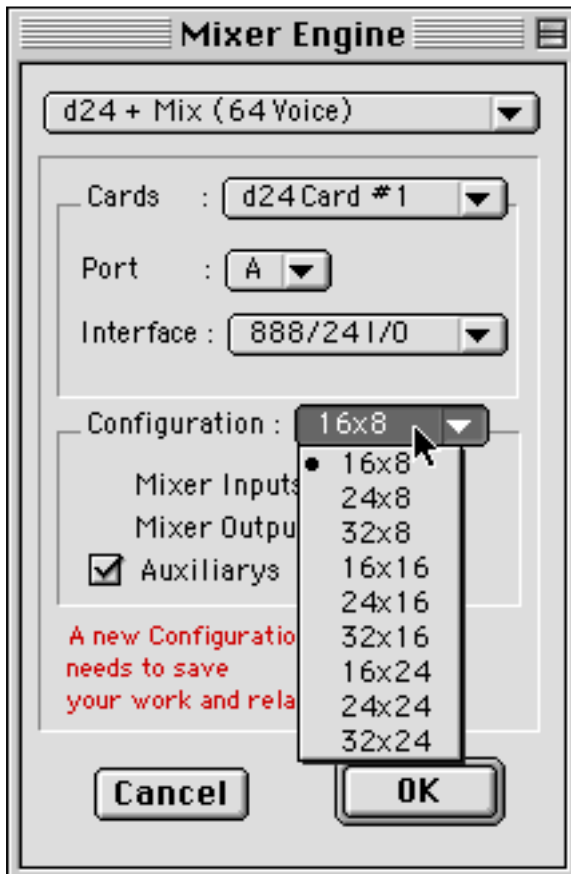 Mixer Engine
d24 + Mix (64 Voice)
Cards : d24 Card #1
Port : A
Interface : 888/24 I/O
Configuration : 16x8
16x8
Mixer Inputs
24x8
Mixer Outpu
32x8
Auxiliarys
16x16
24x16
A new Configuratio
32x16
needs to save
16x24
your work and rela
24x24
32x24
Cancel
OK